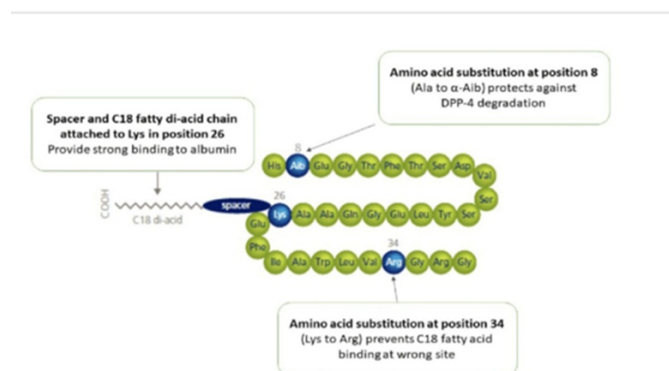 Amino acid substitution at position 8
(Ala to α-Aib) protects against
DPP-4 degradation
Spacer and C18 fatty di-acid chain
attached to Lys in position 26
Provide strong binding to albumin
8
His Aib Glu Gly Thr Phe Thr Ser Asp
Val
Ser
26
COOH
C18 di-acid
spacer
Lys Ala Ala Gln Gly Glu Leu Tyr Ser
Glu
Phe
34
Ile Ala Trp Leu Val Arg Gly Arg Gly
Amino acid substitution at position 34
(Lys to Arg) prevents C18 fatty acid
binding at wrong site